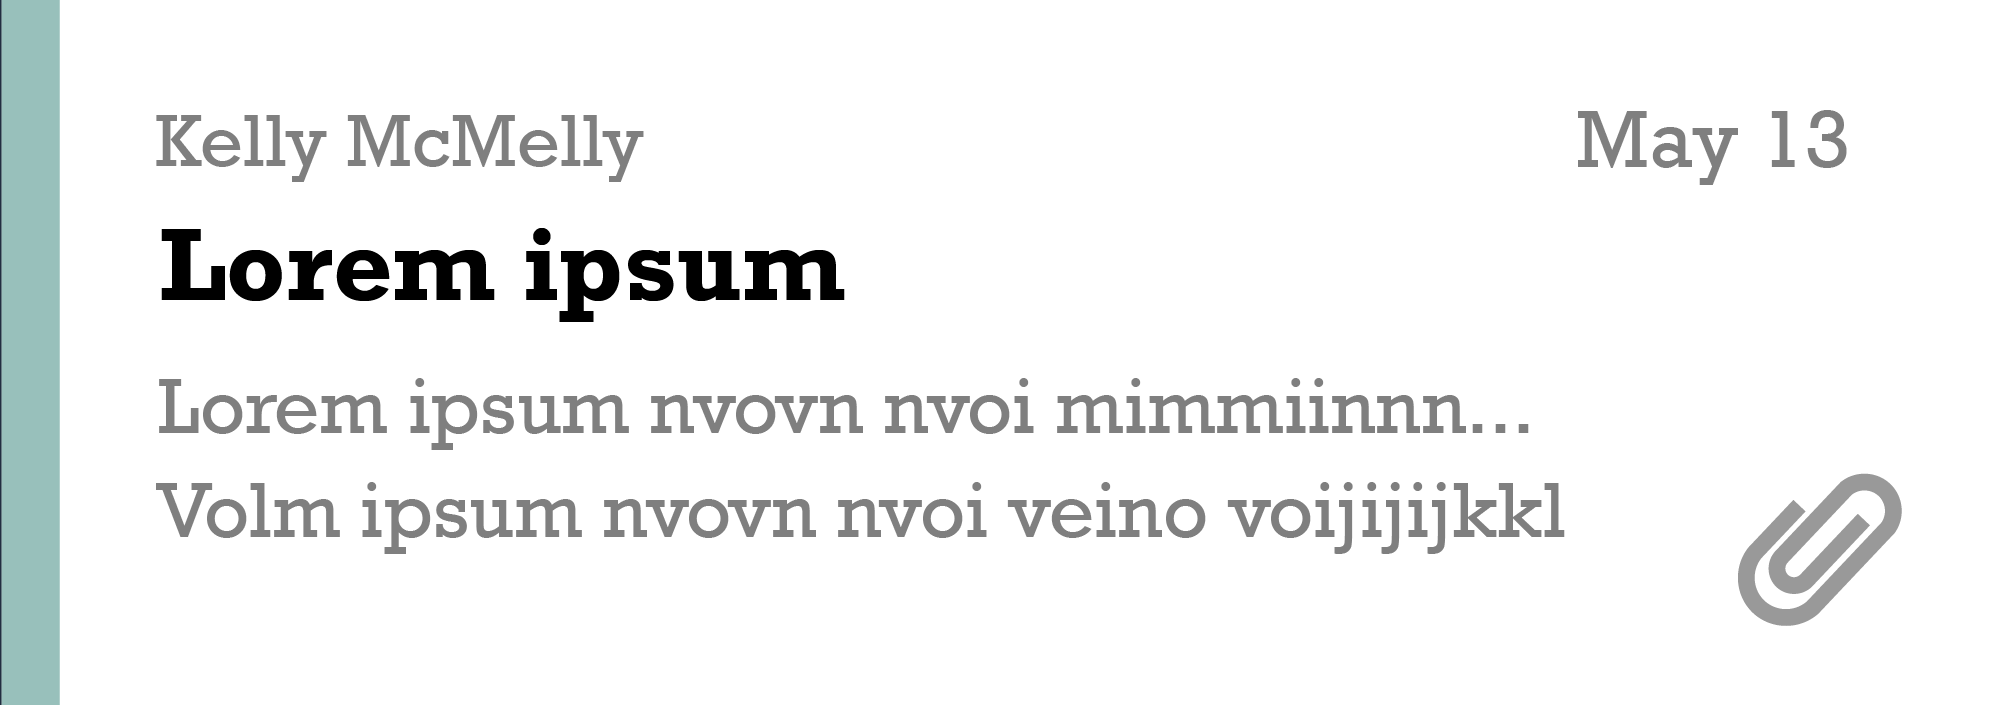 Kelly McMelly May 13
Lorem ipsum
Lorem ipsum nvovn nvoi mimmiinnn...
Volm ipsum nvovn nvoi veino voijijijkkl